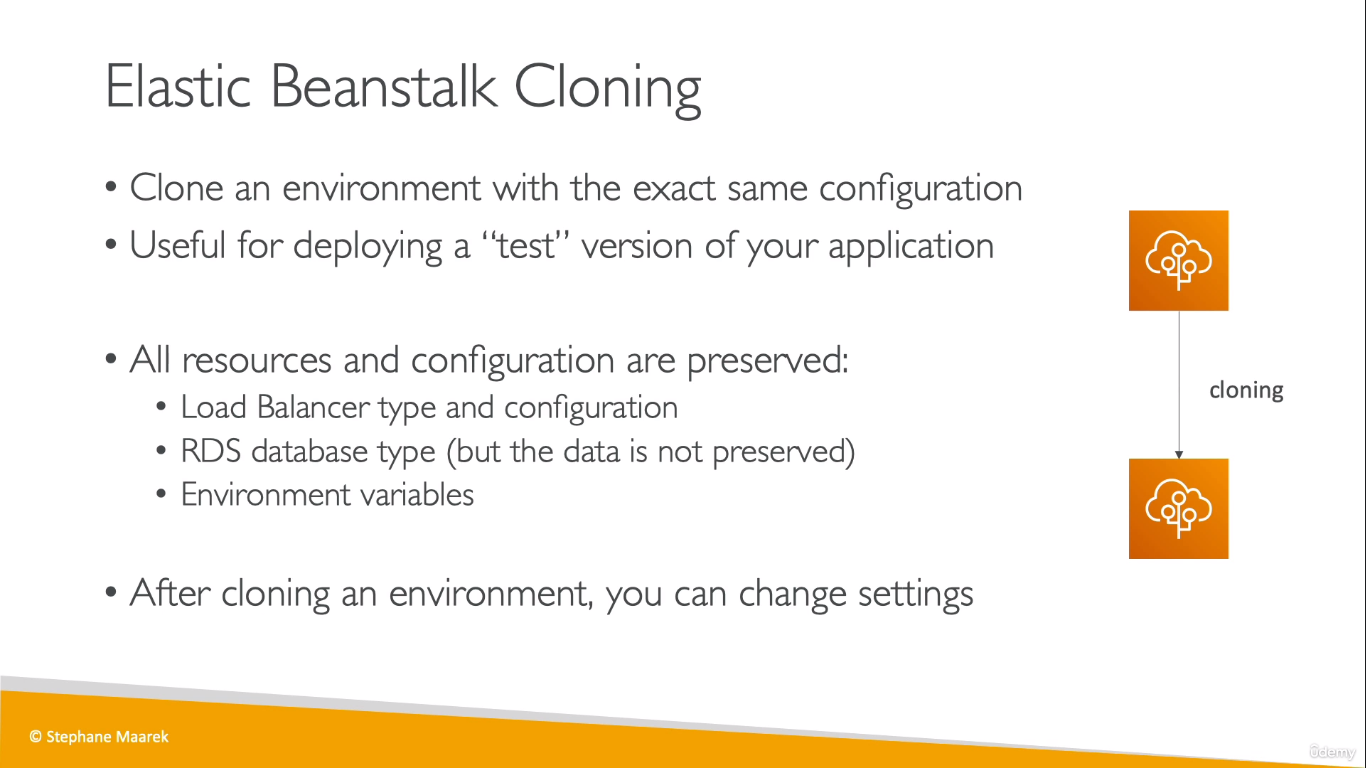 Elastic Beanstalk Cloning
• Clone an environment with the exact same configuration
• Useful for deploying a “test” version of your application
• All resources and configuration are preserved:
• Load Balancer type and configuration
• RDS database type (but the data is not preserved)
• Environment variables
• After cloning an environment, you can change settings
cloning
© Stephane Maarek
ûdemy